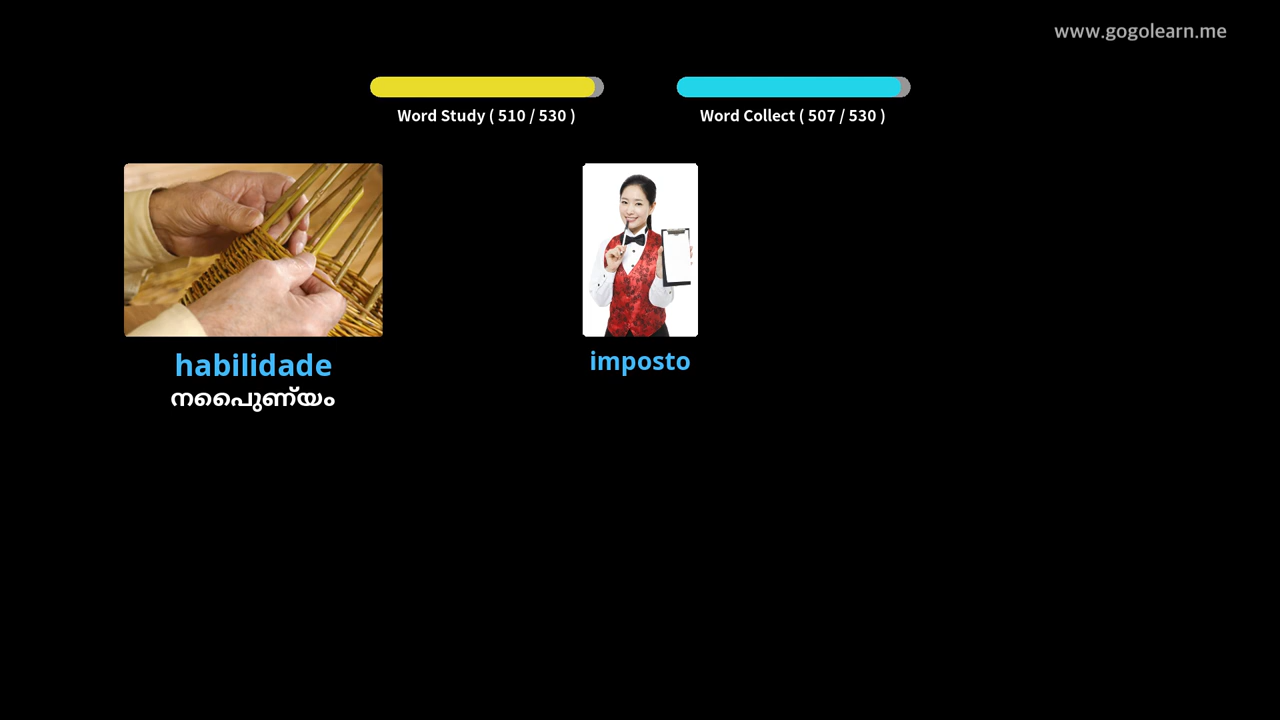 www.gogolearn.me
Word Study ( 510 / 530 )
Word Collect ( 507 / 530 )
habilidade
നൈപുണ്യം
imposto